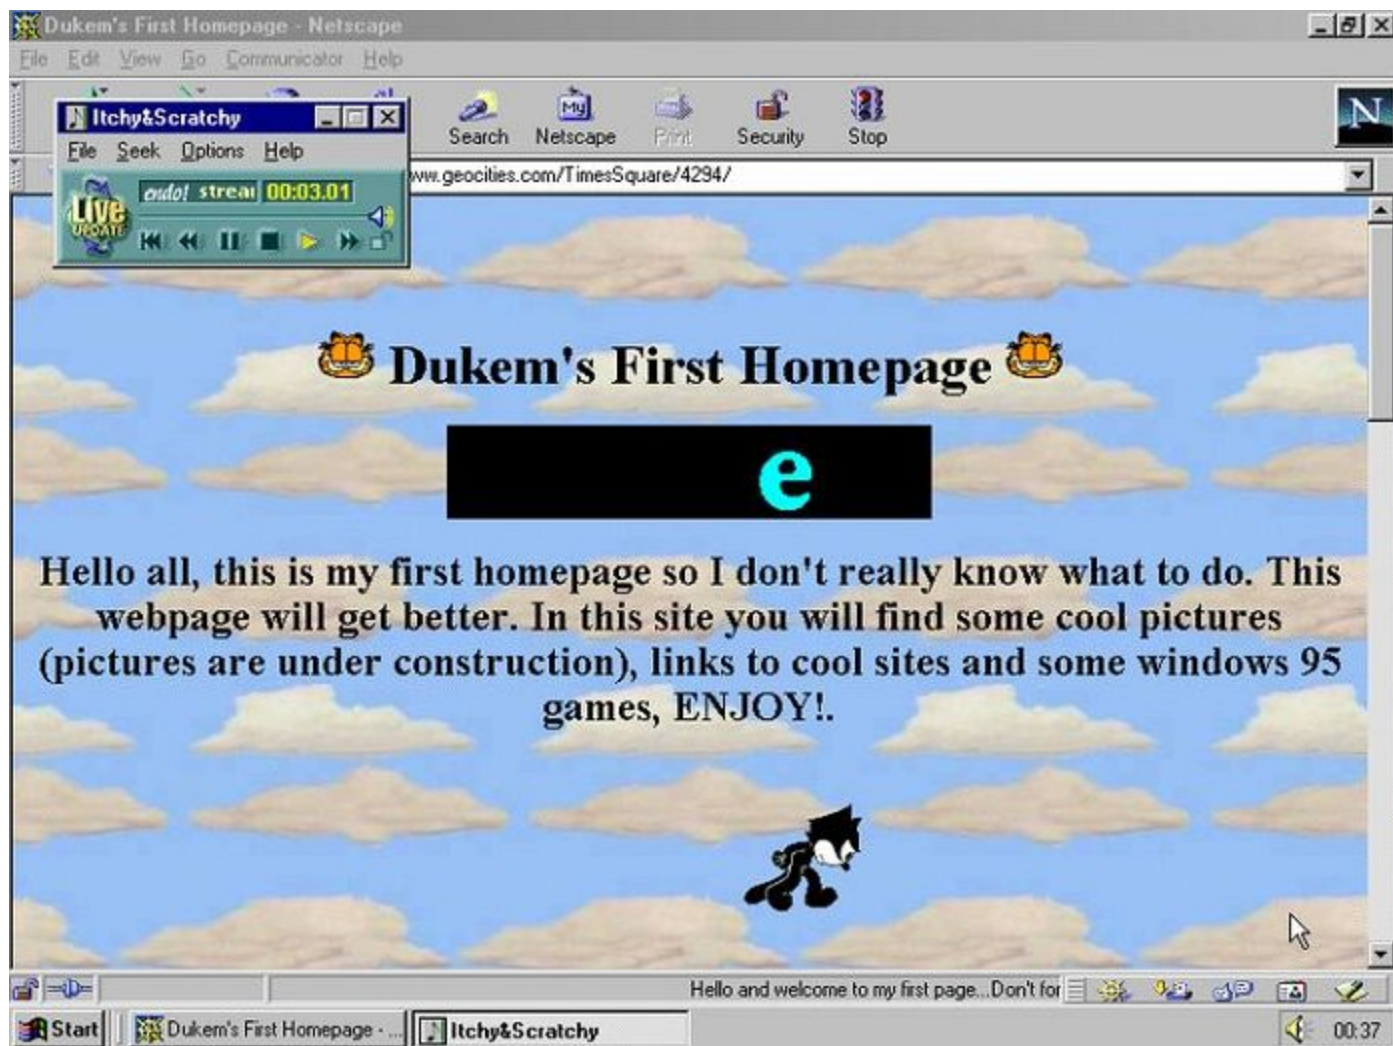 Dukem's First Homepage - Netscape
File Edit View Go Communicator Help
Itchy&Scratchy
File Seek Options Help
Live UPDATE
endo! strear 00:03.01
Search Netscape Print Security Stop
My
N
ww.geocities.com/TimesSquare/4294/
Dukem's First Homepage
e
Hello all, this is my first homepage so I don't really know what to do. This
webpage will get better. In this site you will find some cool pictures
(pictures are under construction), links to cool sites and some windows 95
games, ENJOY!.
Hello and welcome to my first page...Don't for
Start Dukem's First Homepage - ... Itchy&Scratchy 00:37